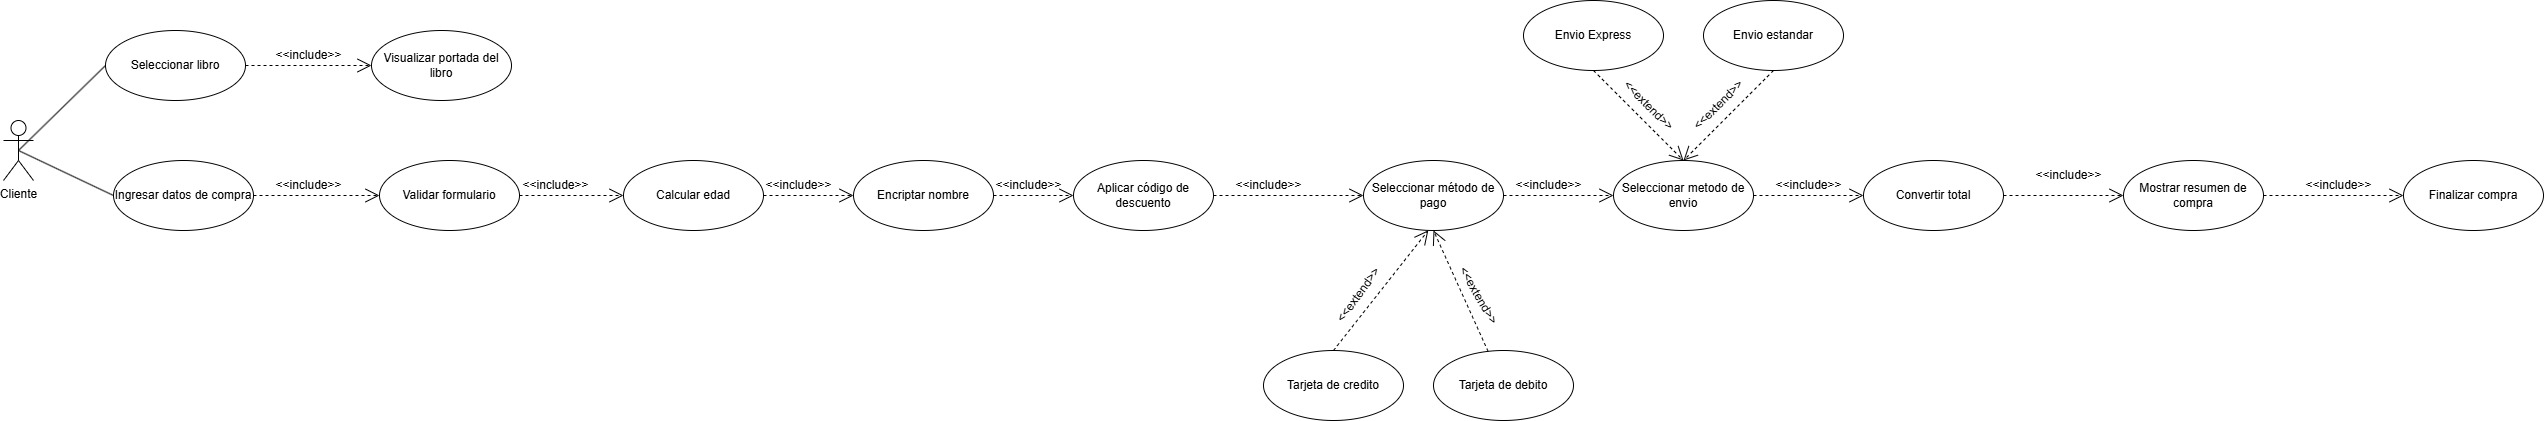 Envio Express
Envio estandar
Seleccionar libro
<<include>>
Visualizar portada del
libro
<<extend>>
<<extend>>
Cliente
Ingresar datos de compra
<<include>>
Validar formulario
<<include>>
Calcular edad
<<include>>
Encriptar nombre
<<include>>
Aplicar código de
descuento
<<include>>
Seleccionar método de
pago
<<include>>
Seleccionar metodo de
envio
<<include>>
Convertir total
<<include>>
Mostrar resumen de
compra
<<include>>
Finalizar compra
<<extend>>
<<extend>>
Tarjeta de credito
Tarjeta de debito